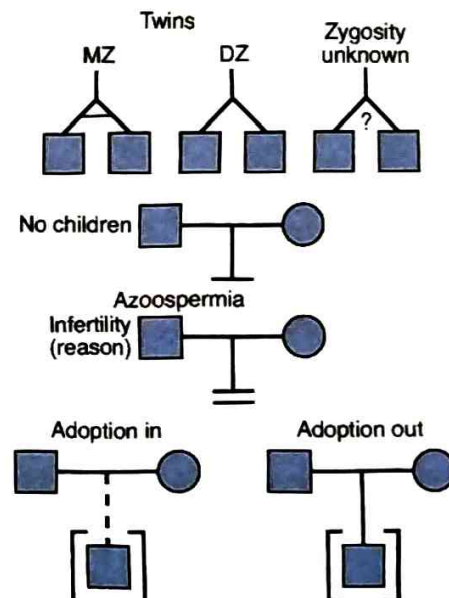 Twins
MZ
DZ
Zygosity
unknown
?
No children
Azoospermia
Infertility
(reason)
Adoption in
Adoption out